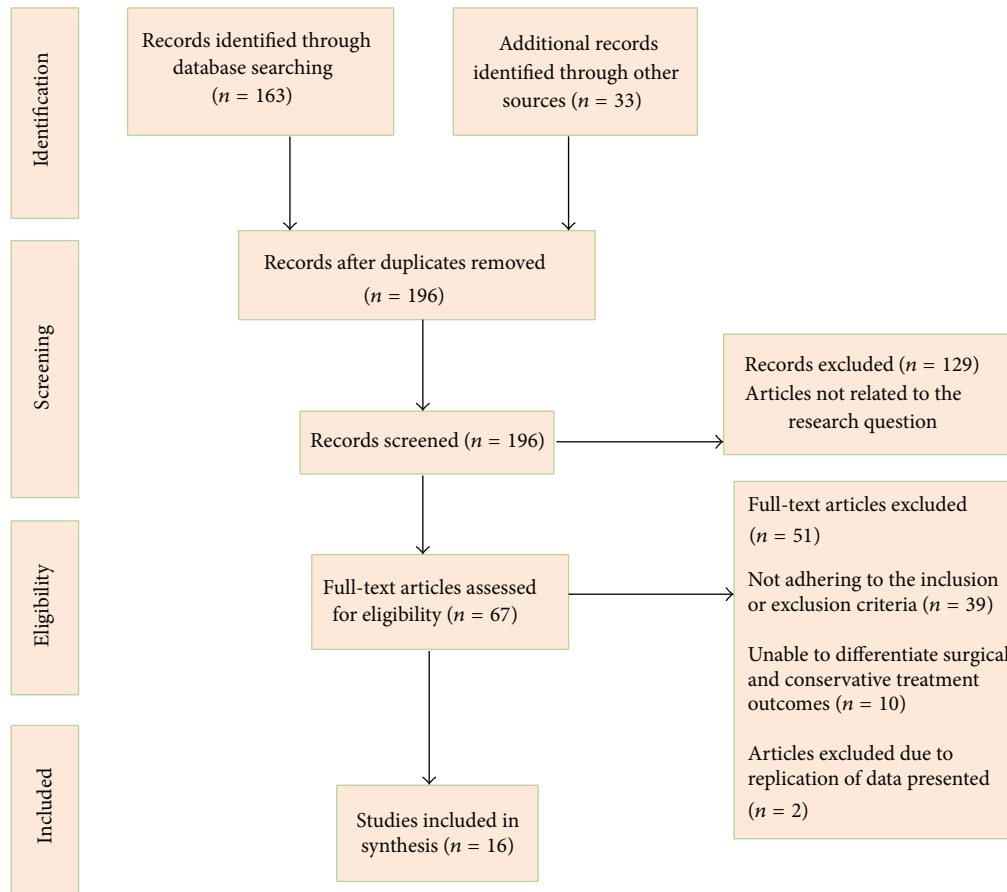 Identification
Records identified through
database searching
(n = 163)
Additional records
identified through other
sources (n = 33)
Screening
Records after duplicates removed
(n = 196)
Records screened (n = 196)
Records excluded (n = 129)
Articles not related to the
research question
Eligibility
Full-text articles assessed
for eligibility (n = 67)
Full-text articles excluded
(n = 51)
Not adhering to the inclusion
or exclusion criteria (n = 39)
Unable to differentiate surgical
and conservative treatment
outcomes (n = 10)
Articles excluded due to
replication of data presented
(n = 2)
Included
Studies included in
synthesis (n = 16)